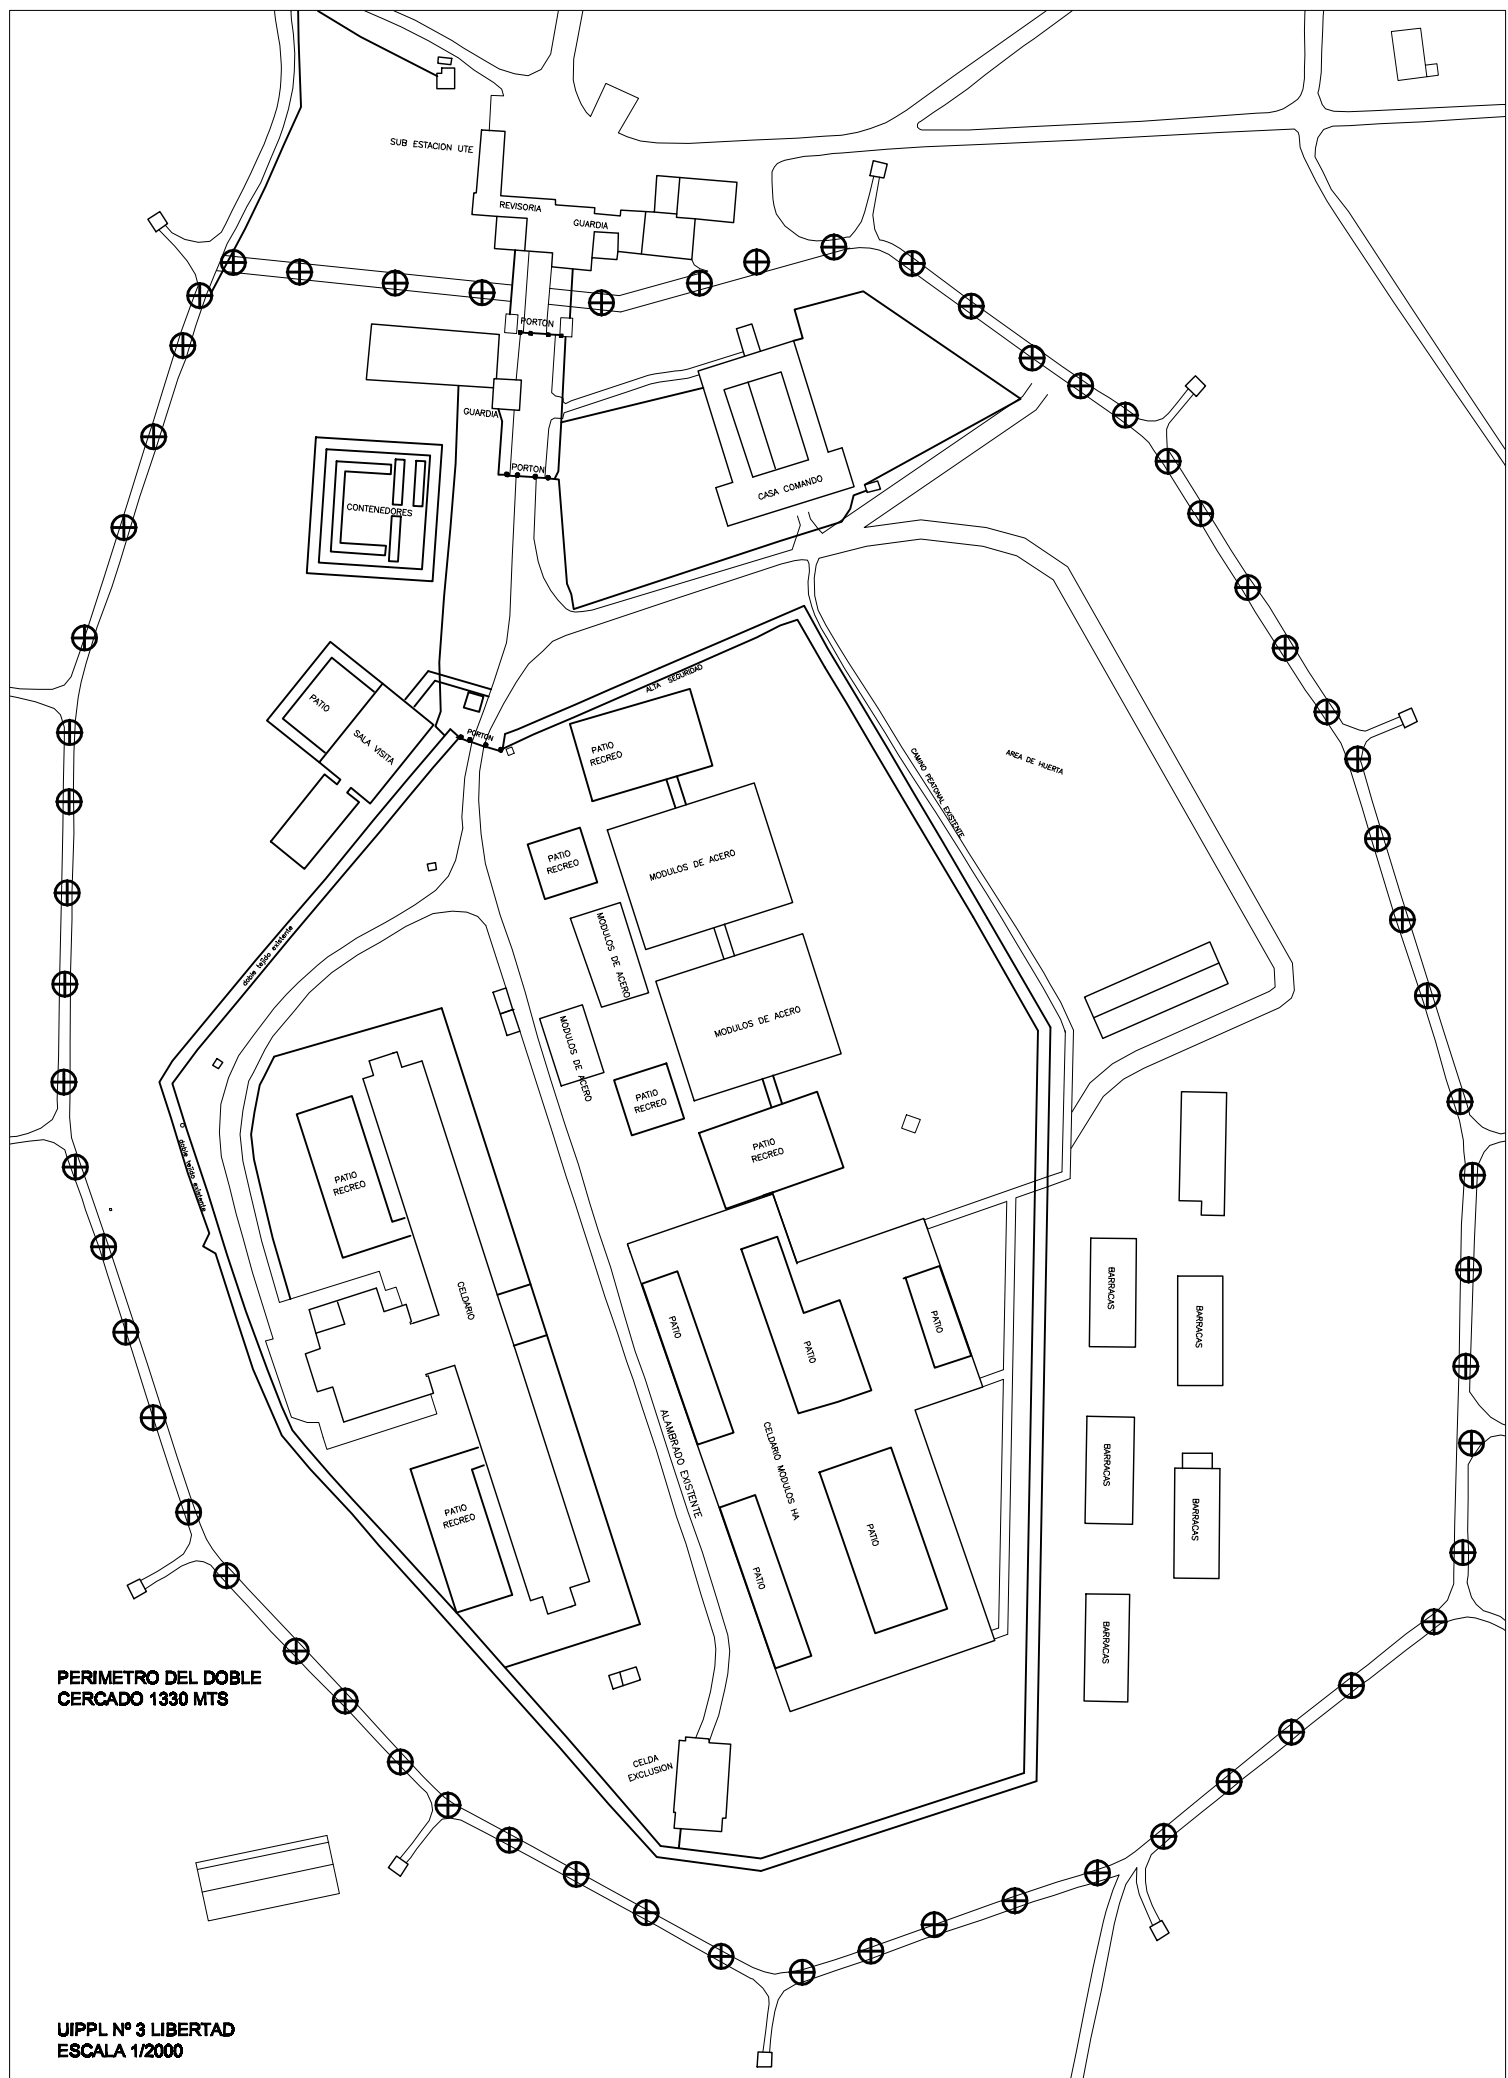 SUB ESTACION UTE
REVISORIA
GUARDIA
PORTON
GUARDIA
PORTON
CONTENEDORES
CASA COMANDO
ALTA SEGURIDAD
PATIO
SALA VISITA
PORTON
PATIO
RECREO
CAMINO PEATONAL EXISTENTE
AREA DE HUERTA
PATIO
RECREO
MODULOS DE ACERO
MODULOS DE ACERO
doble tejido existente
MODULOS DE ACERO
MODULOS DE ACERO
PATIO
RECREO
PATIO
RECREO
doble tejido existente
PATIO
RECREO
CELDARIO
PATIO
PATIO
PATIO
BARRACAS
BARRACAS
ALAMBRADO EXISTENTE
CELDARIO MODULOS HA
BARRACAS
BARRACAS
PATIO
RECREO
PATIO
PATIO
BARRACAS
PERIMETRO DEL DOBLE
CERCADO 1330 MTS
CELDA
EXCLUSION
UIPPL Nº 3 LIBERTAD
ESCALA 1/2000